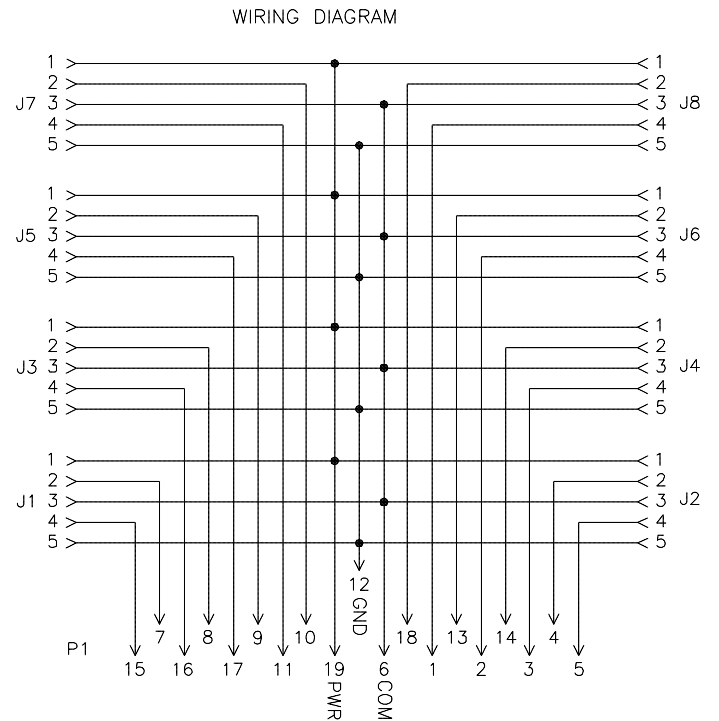 WIRING DIAGRAM
1 1
2 2
J7 3 3 J8
4 4
5 5
1 1
2 2
J5 3 3 J6
4 4
5 5
1 1
2 2
J3 3 3 J4
4 4
5 5
1 1
2 2
J1 3 3 J2
4 4
5 5
12 GND
7 8 9 10 18 13 14 4
P1
15 16 17 11 19 6 1 2 3 5
PWR COM